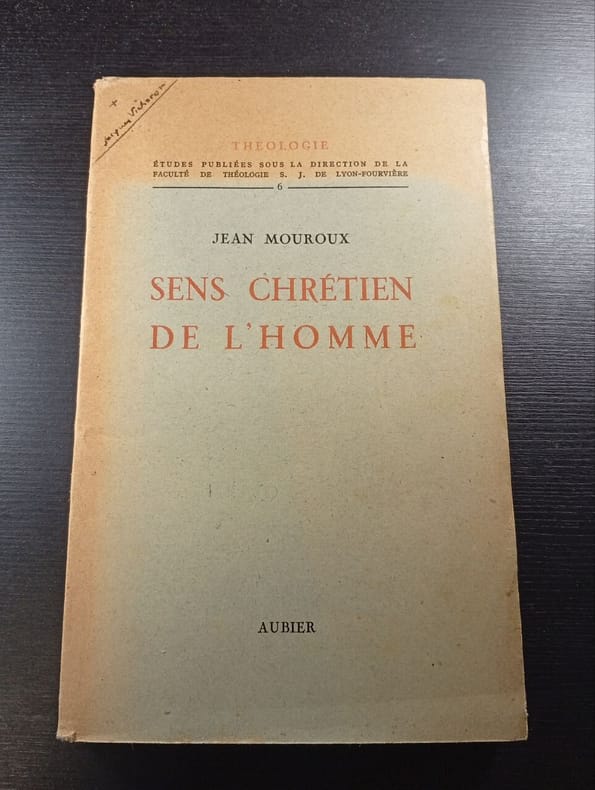 +
Jacques
THÉOLOGIE
ÉTUDES PUBLIÉES SOUS LA DIRECTION DE LA
FACULTÉ DE THÉOLOGIE S. J. DE LYON-FOURVIÈRE
6
JEAN MOUROUX
SENS CHRÉTIEN
DE L'HOMME
AUBIER